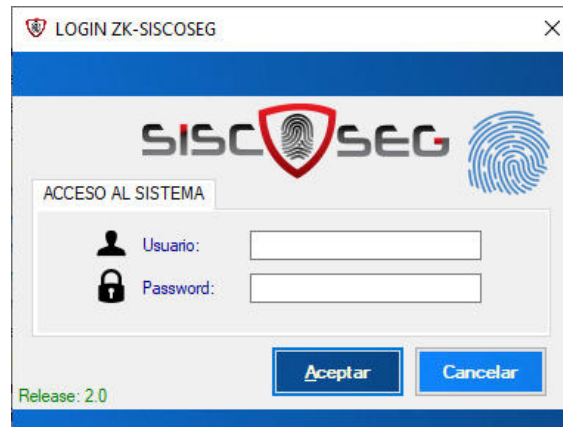 LOGIN ZK-SISCOSEG
SISCOSEG
ACCESO AL SISTEMA
Usuario:
Password:
Aceptar
Cancelar
Release: 2.0